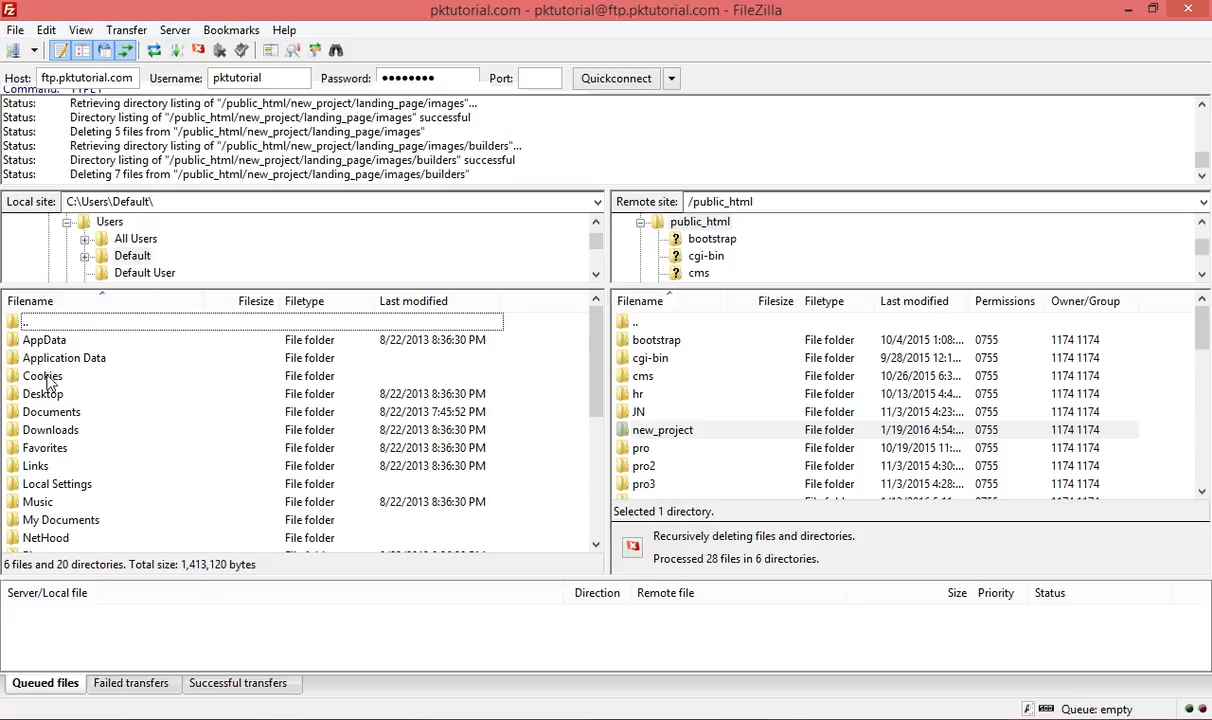 pktutorial.com - pktutorial@ftp.pktutorial.com - FileZilla
File Edit View Transfer Server Bookmarks Help
Host: ftp.pktutorial.com Username: pktutorial Password: ●●●●●●●● Port: Quickconnect
Command: TYPE I
Status: Retrieving directory listing of "/public_html/new_project/landing_page/images"...
Status: Directory listing of "/public_html/new_project/landing_page/images" successful
Status: Deleting 5 files from "/public_html/new_project/landing_page/images"
Status: Retrieving directory listing of "/public_html/new_project/landing_page/images/builders"...
Status: Directory listing of "/public_html/new_project/landing_page/images/builders" successful
Status: Deleting 7 files from "/public_html/new_project/landing_page/images/builders"
Local site: C:\Users\Default\
Users
All Users
Default
Default User
Filename Filesize Filetype Last modified
..
AppData File folder 8/22/2013 8:36:30 PM
Application Data File folder
Cookies File folder
Desktop File folder 8/22/2013 8:36:30 PM
Documents File folder 8/22/2013 7:45:52 PM
Downloads File folder 8/22/2013 8:36:30 PM
Favorites File folder 8/22/2013 8:36:30 PM
Links File folder 8/22/2013 8:36:30 PM
Local Settings File folder
Music File folder 8/22/2013 8:36:30 PM
My Documents File folder
NetHood File folder
6 files and 20 directories. Total size: 1,413,120 bytes
Remote site: /public_html
public_html
bootstrap
cgi-bin
cms
Filename Filesize Filetype Last modified Permissions Owner/Group
..
bootstrap File folder 10/4/2015 1:08:... 0755 1174 1174
cgi-bin File folder 9/28/2015 12:1... 0755 1174 1174
cms File folder 10/26/2015 6:3... 0755 1174 1174
hr File folder 10/13/2015 4:4... 0755 1174 1174
JN File folder 11/3/2015 4:23:... 0755 1174 1174
new_project File folder 1/19/2016 4:54:... 0755 1174 1174
pro File folder 10/19/2015 11:... 0755 1174 1174
pro2 File folder 11/3/2015 4:30:... 0755 1174 1174
pro3 File folder 11/3/2015 4:28:... 0755 1174 1174
Selected 1 directory.
Recursively deleting files and directories.
Processed 28 files in 6 directories.
Server/Local file Direction Remote file Size Priority Status
Queued files Failed transfers Successful transfers
Queue: empty